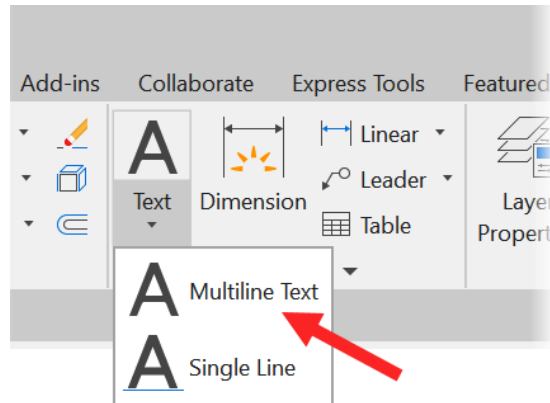 Add-ins Collaborate Express Tools Featured
Linear
Text Dimension Leader
Table
Layer
Propert
A Multiline Text
A Single Line